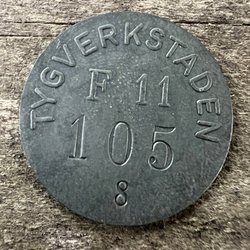 TYGVERKSTADEN
F 11
105
8